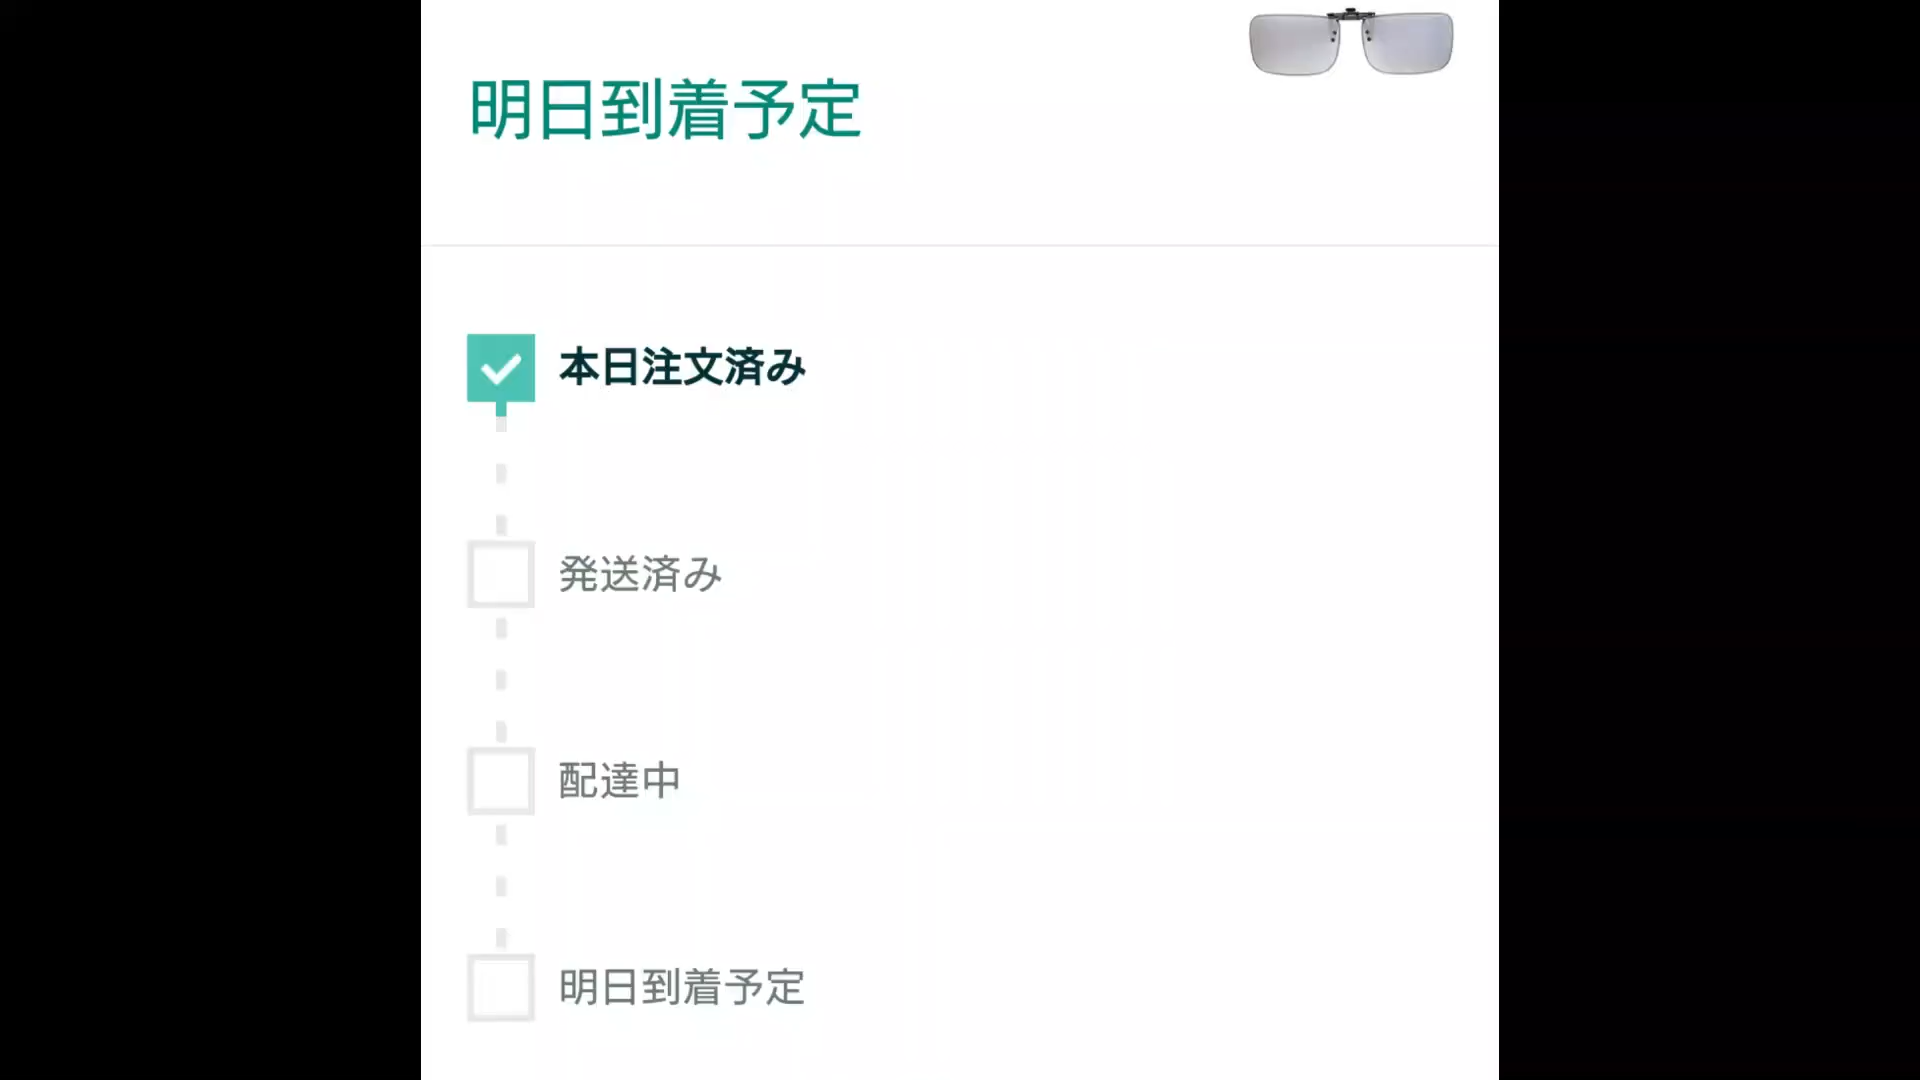 明日到着予定
本日注文済み
発送済み
配達中
明日到着予定